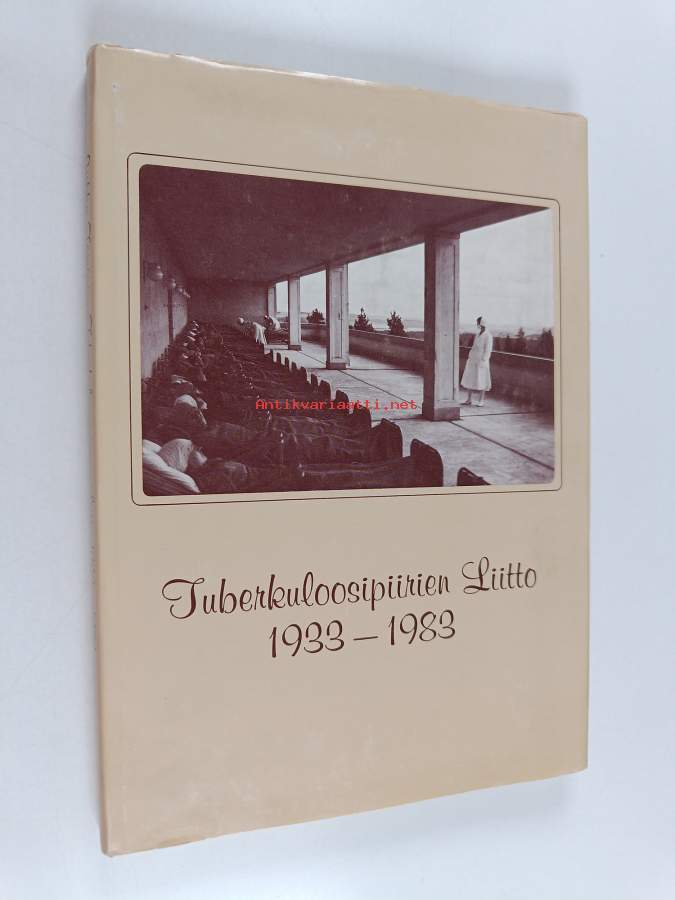 Antikvariaatti.net
Tuberkuloosipiirien Liitto
1933 – 1983